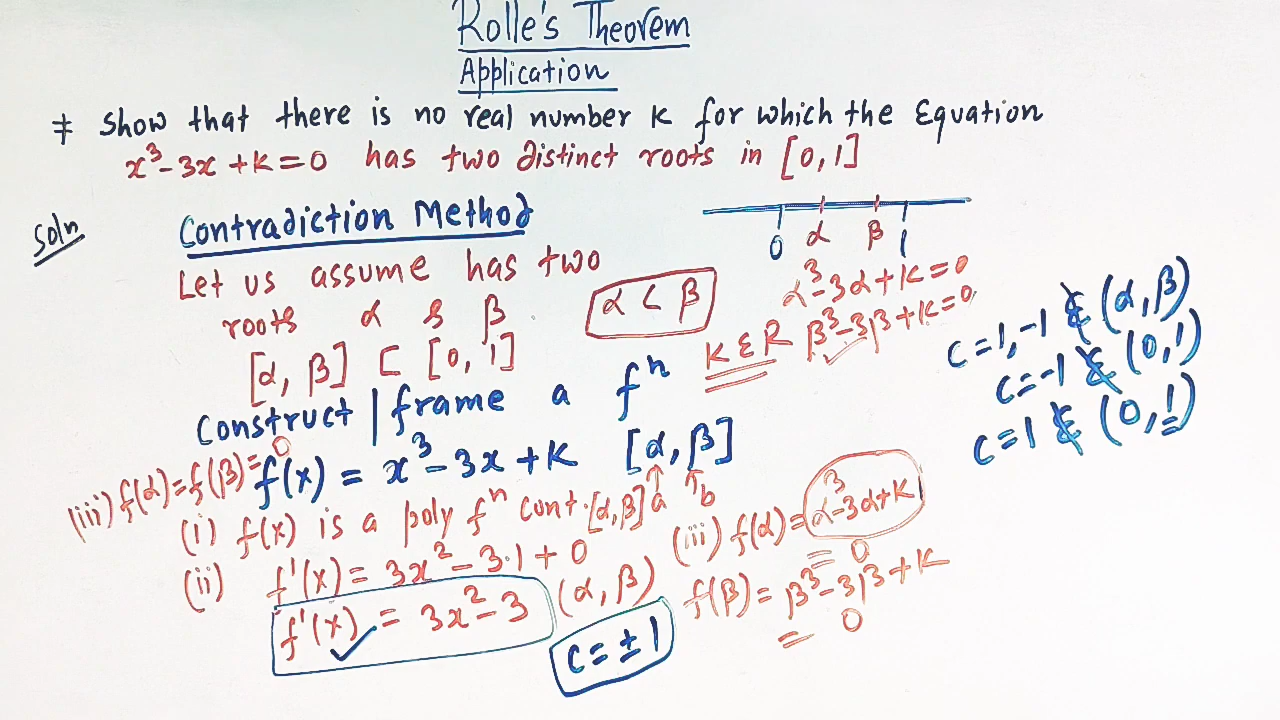 Rolle's Theorem
Application
# Show that there is no real number K for which the Equation
x³-3x+K=0 has two distinct roots in [0,1]
Soln
Contradiction Method
0 α β 1
Let us assume has two
roots α & β
α < β
α³-3α+K=0
K ∈ R β³-3β+K=0
[α, β] ⊂ [0, 1]
C=1,-1 ∉ (α,β)
C=-1 ∉ (0,1)
C=1 ∉ (0,1)
Construct | frame a fⁿ
f(x) = x³-3x+K [α, β]
a b
(iii) f(α)=f(β)=0
(i) f(x) is a poly fⁿ cont. [α,β]
(ii) f'(x) = 3x²-3·1+0
f'(x) = 3x²-3 (α, β)
C=±1
(iii) f(α)=α³-3α+K
= 0
f(β)=β³-3β+K
= 0